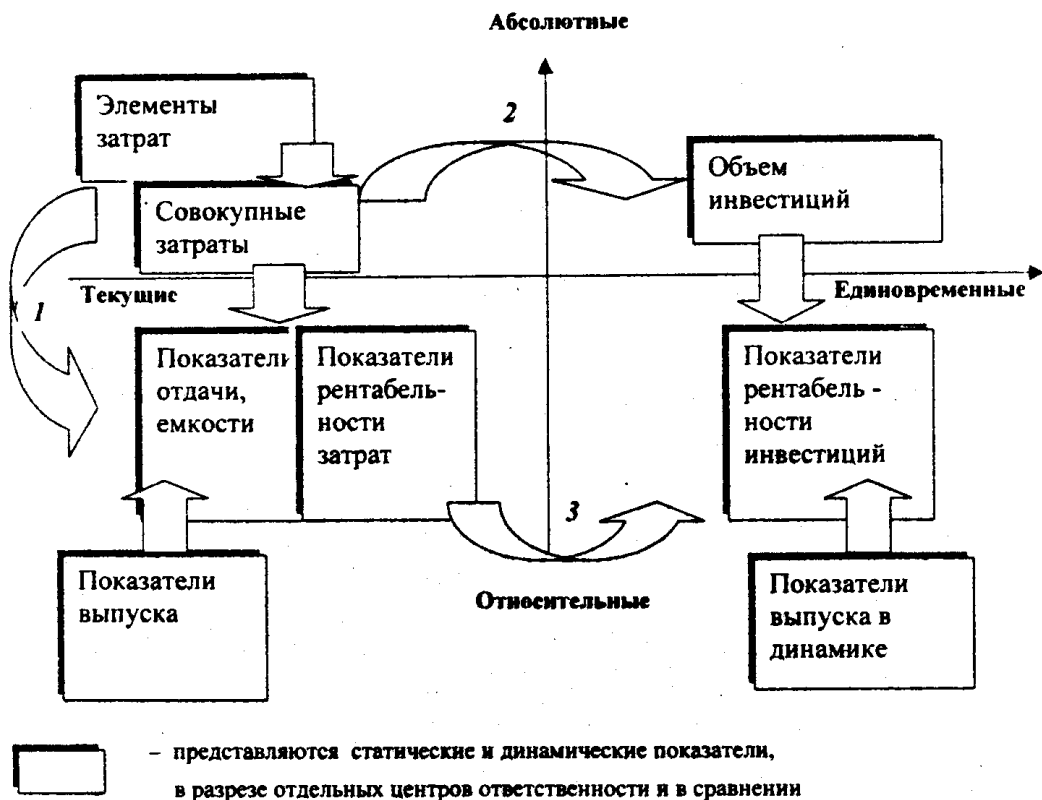 Абсолютные
Элементы
затрат
2
Объем
инвестиций
Совокупные
затраты
Текущие
Единовременные
1
Показатели
отдачи,
емкости
Показатели
рентабель-
ности
затрат
Показатели
рентабель -
ности
инвестиций
3
Показатели
выпуска
Относительные
Показатели
выпуска в
динамике
– представляются статические и динамические показатели,
в разрезе отдельных центров ответственности и в сравнении